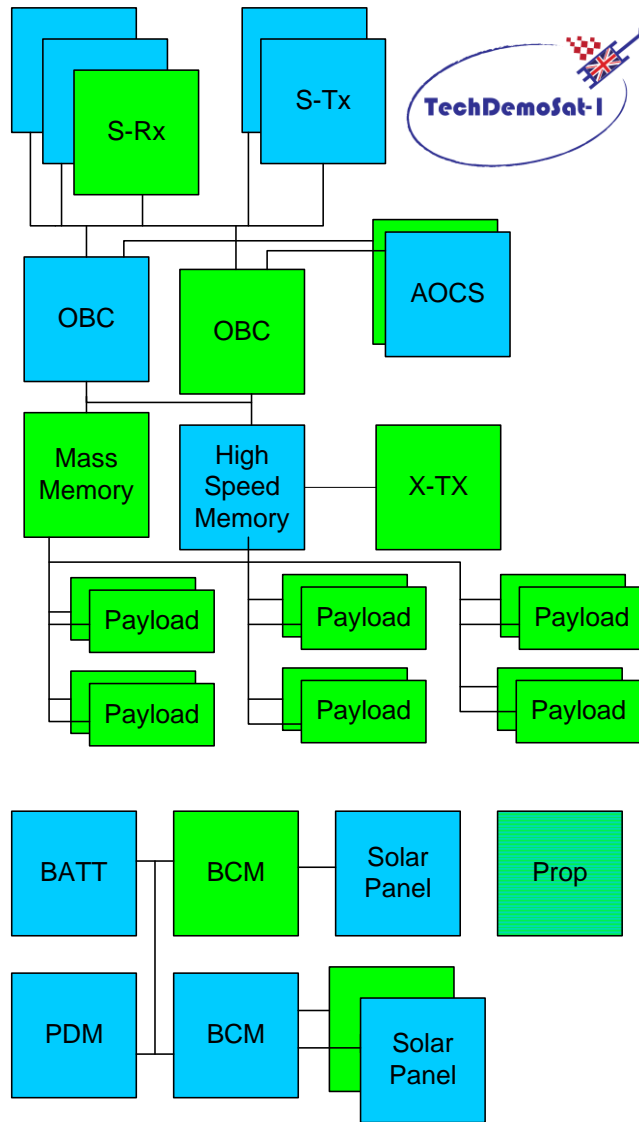 S-Rx
S-Tx
TechDemoSat-1
OBC
OBC
AOCS
Mass
Memory
High
Speed
Memory
X-TX
Payload
Payload
Payload
Payload
Payload
Payload
BATT
BCM
Solar
Panel
Prop
PDM
BCM
Solar
Panel